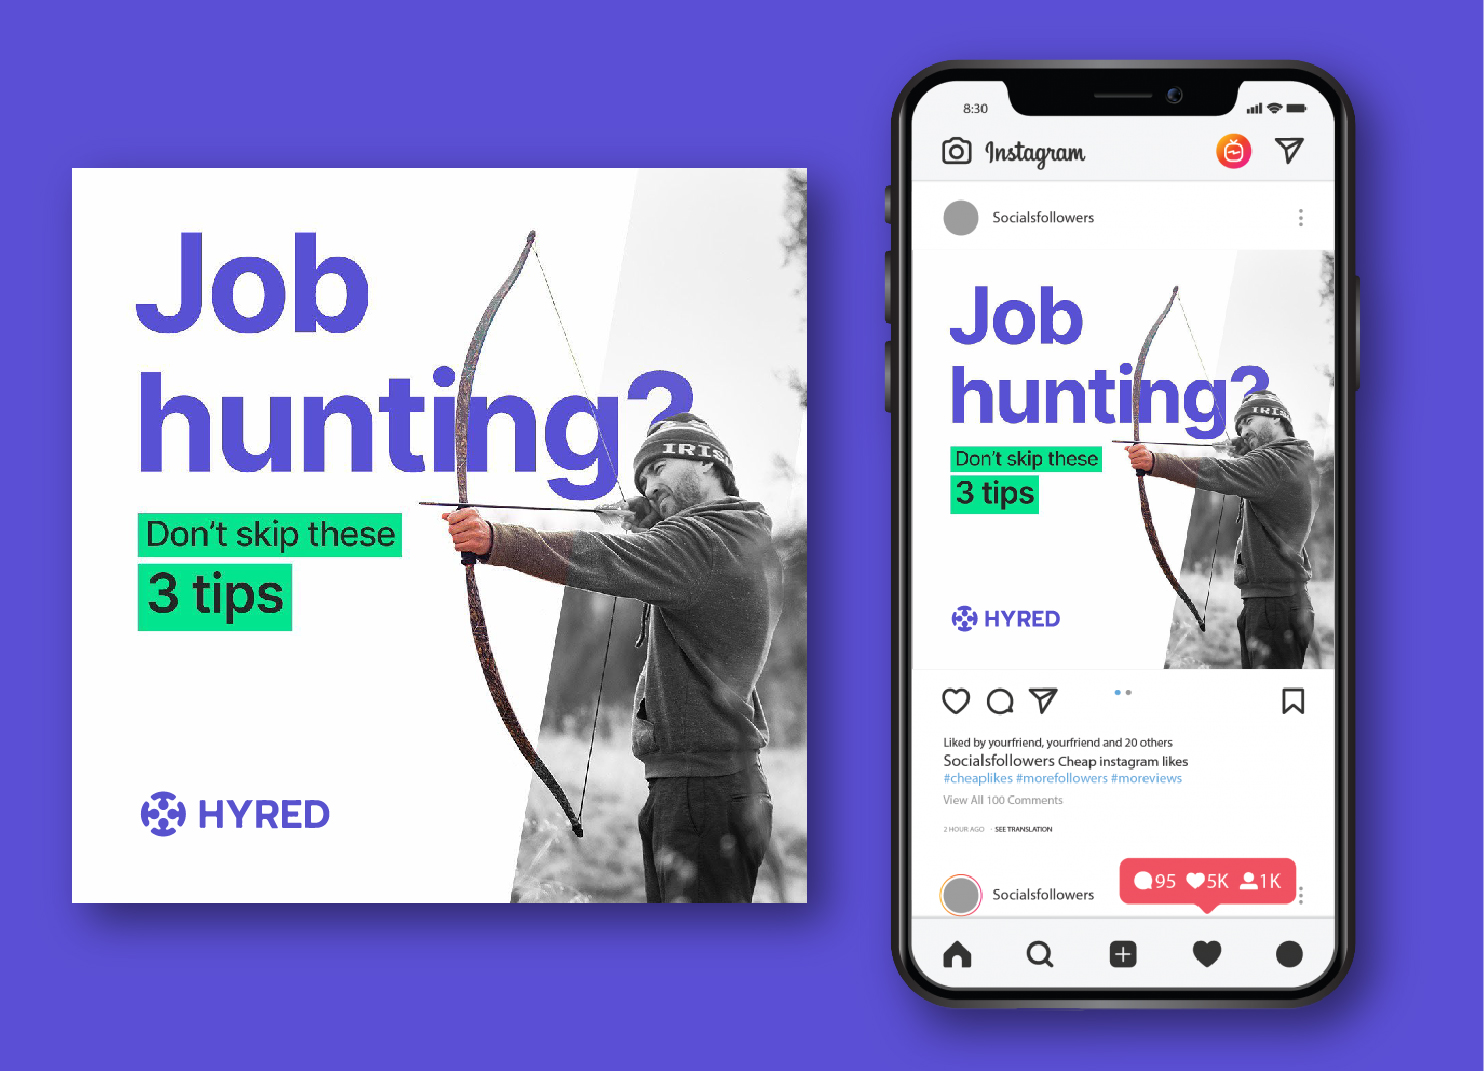 Job
hunting?
IRIS
Don't skip these
3 tips
HYRED
8:30
Instagram
Socialsfollowers
Job
hunting?
IRIS
Don't skip these
3 tips
HYRED
Liked by yourfriend, yourfriend and 20 others
Socialsfollowers Cheap instagram likes
#cheaplikes #morefollowers #moreviews
View All 100 Comments
2 HOUR AGO · SEE TRANSLATION
Socialsfollowers
95 5K 1K